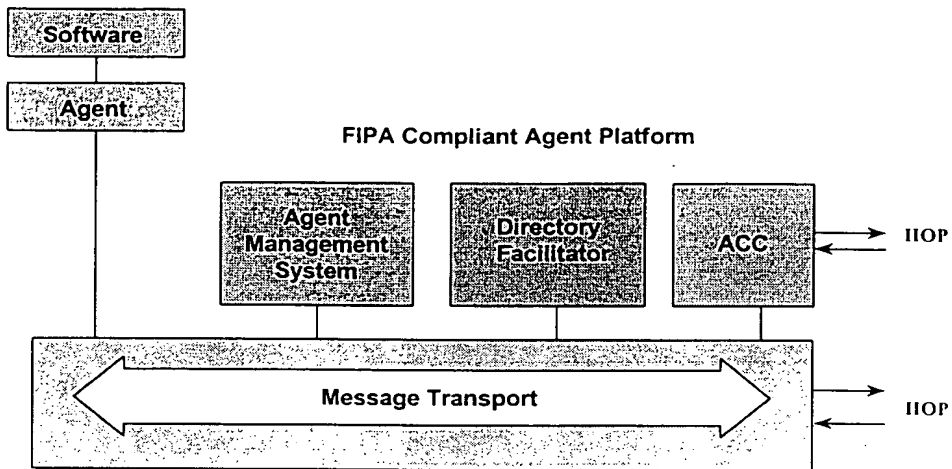 Software
Agent
FIPA Compliant Agent Platform
Agent
Management
System
Directory
Facilitator
ACC
IIOP
Message Transport
IIOP